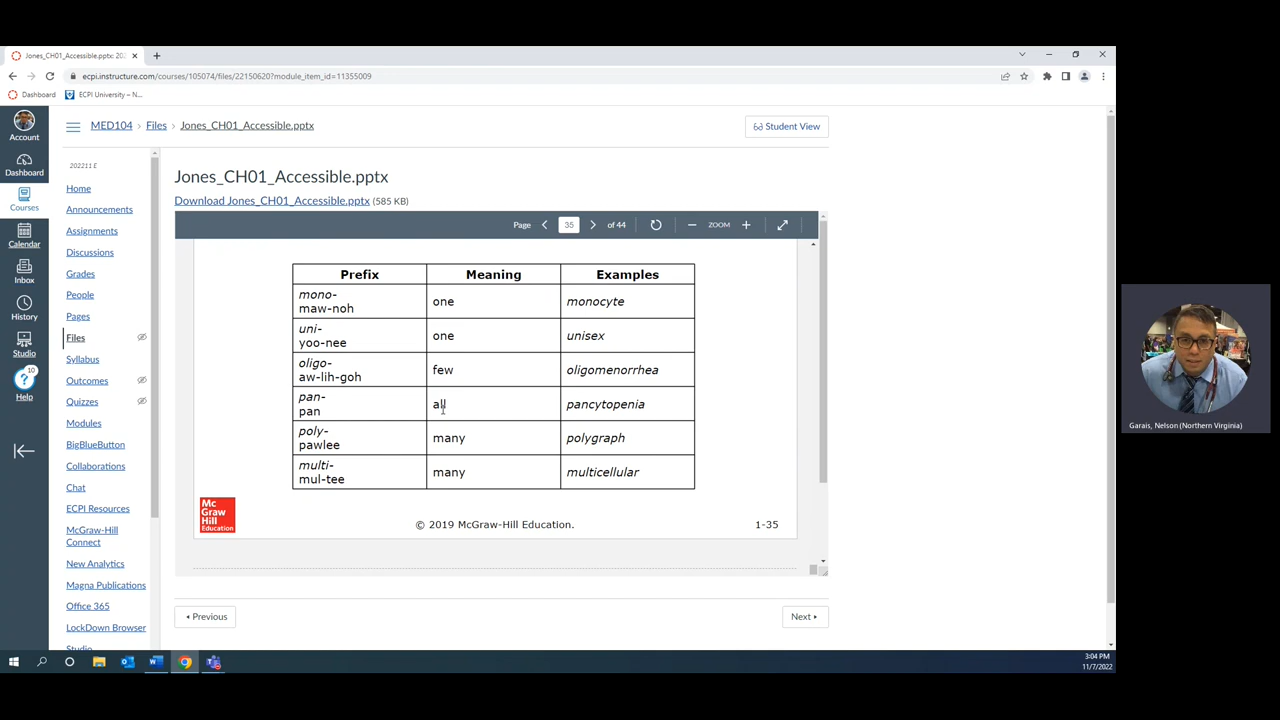 Jones_CH01_Accessible.pptx: 202
ecpi.instructure.com/courses/105074/files/22150620?module_item_id=11355009
Dashboard
ECPI University – N...
Account
Dashboard
Courses
Calendar
Inbox
History
Studio
10
Help
MED104 › Files › Jones_CH01_Accessible.pptx
Student View
202211 E
Home
Announcements
Assignments
Discussions
Grades
People
Pages
Files
Syllabus
Outcomes
Quizzes
Modules
BigBlueButton
Collaborations
Chat
ECPI Resources
McGraw-Hill
Connect
New Analytics
Magna Publications
Office 365
LockDown Browser
Studio
Jones_CH01_Accessible.pptx
Download Jones_CH01_Accessible.pptx (585 KB)
Page 35 of 44 ZOOM
Prefix Meaning Examples
mono-
maw-noh one monocyte
uni-
yoo-nee one unisex
oligo-
aw-lih-goh few oligomenorrhea
pan-
pan all pancytopenia
poly-
pawlee many polygraph
multi-
mul-tee many multicellular
Mc
Graw
Hill
Education
© 2019 McGraw-Hill Education. 1-35
Previous
Next
3:04 PM
11/7/2022
Garais, Nelson (Northern Virginia)